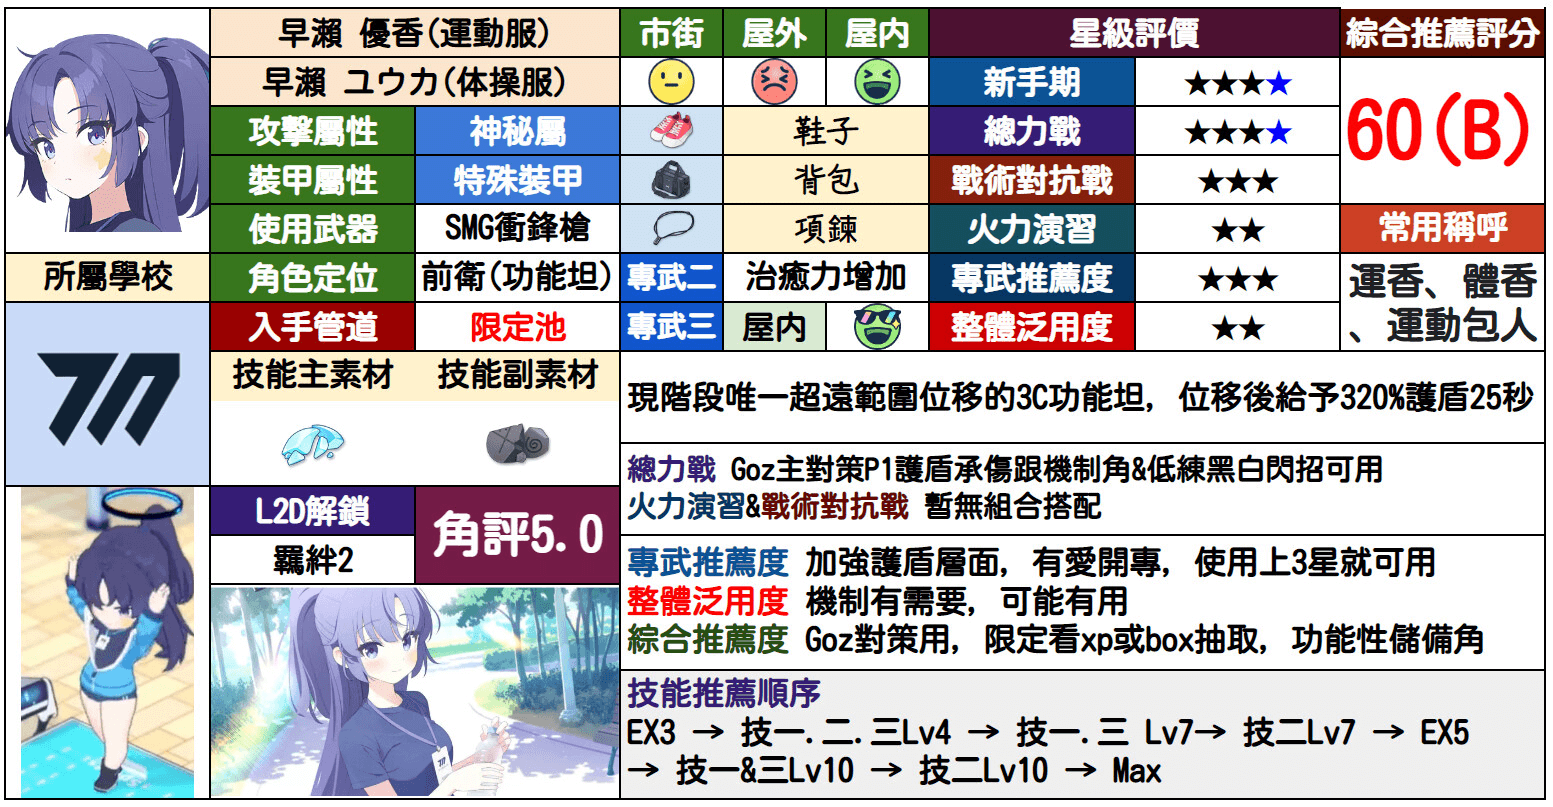 早瀨 優香(運動服)
市街
屋外
屋内
星級評價
綜合推薦評分
早瀬 ユウカ(体操服)
新手期
★★★★
60(B)
攻擊屬性
神秘屬
鞋子
總力戰
★★★★
裝甲屬性
特殊裝甲
背包
戰術對抗戰
★★★
使用武器
SMG衝鋒槍
項鍊
火力演習
★★
常用稱呼
所屬學校
角色定位
前衛(功能坦)
專武二
治癒力增加
專武推薦度
★★★
運香、體香
、運動包人
入手管道
限定池
專武三
屋内
整體泛用度
★★
技能主素材
技能副素材
現階段唯一超遠範圍位移的3C功能坦, 位移後給予320%護盾25秒
總力戰 Goz主對策P1護盾承傷跟機制角&低練黑白閃招可用
火力演習&戰術對抗戰 暫無組合搭配
L2D解鎖
角評5.0
羈絆2
專武推薦度 加強護盾層面, 有愛開專, 使用上3星就可用
整體泛用度 機制有需要, 可能有用
綜合推薦度 Goz對策用, 限定看xp或box抽取, 功能性儲備角
技能推薦順序
EX3 → 技一.二.三Lv4 → 技一.三 Lv7→ 技二Lv7 → EX5
→ 技一&三Lv10 → 技二Lv10 → Max